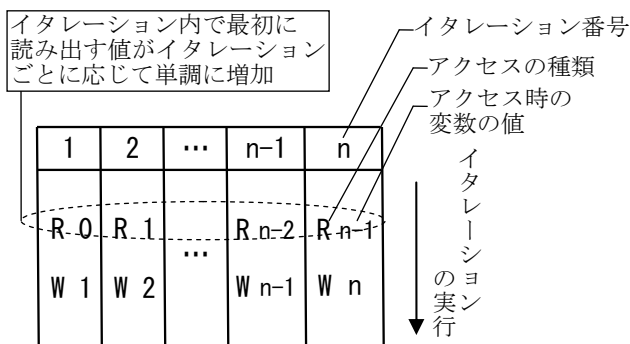 イタレーション内で最初に
読み出す値がイタレーション
ごとに応じて単調に増加
イタレーション番号
アクセスの種類
アクセス時の
変数の値
1 2 … n-1 n
R 0 R 1 … R n-2 R n-1
W 1 W 2 W n-1 W n
イタレーション
の実行